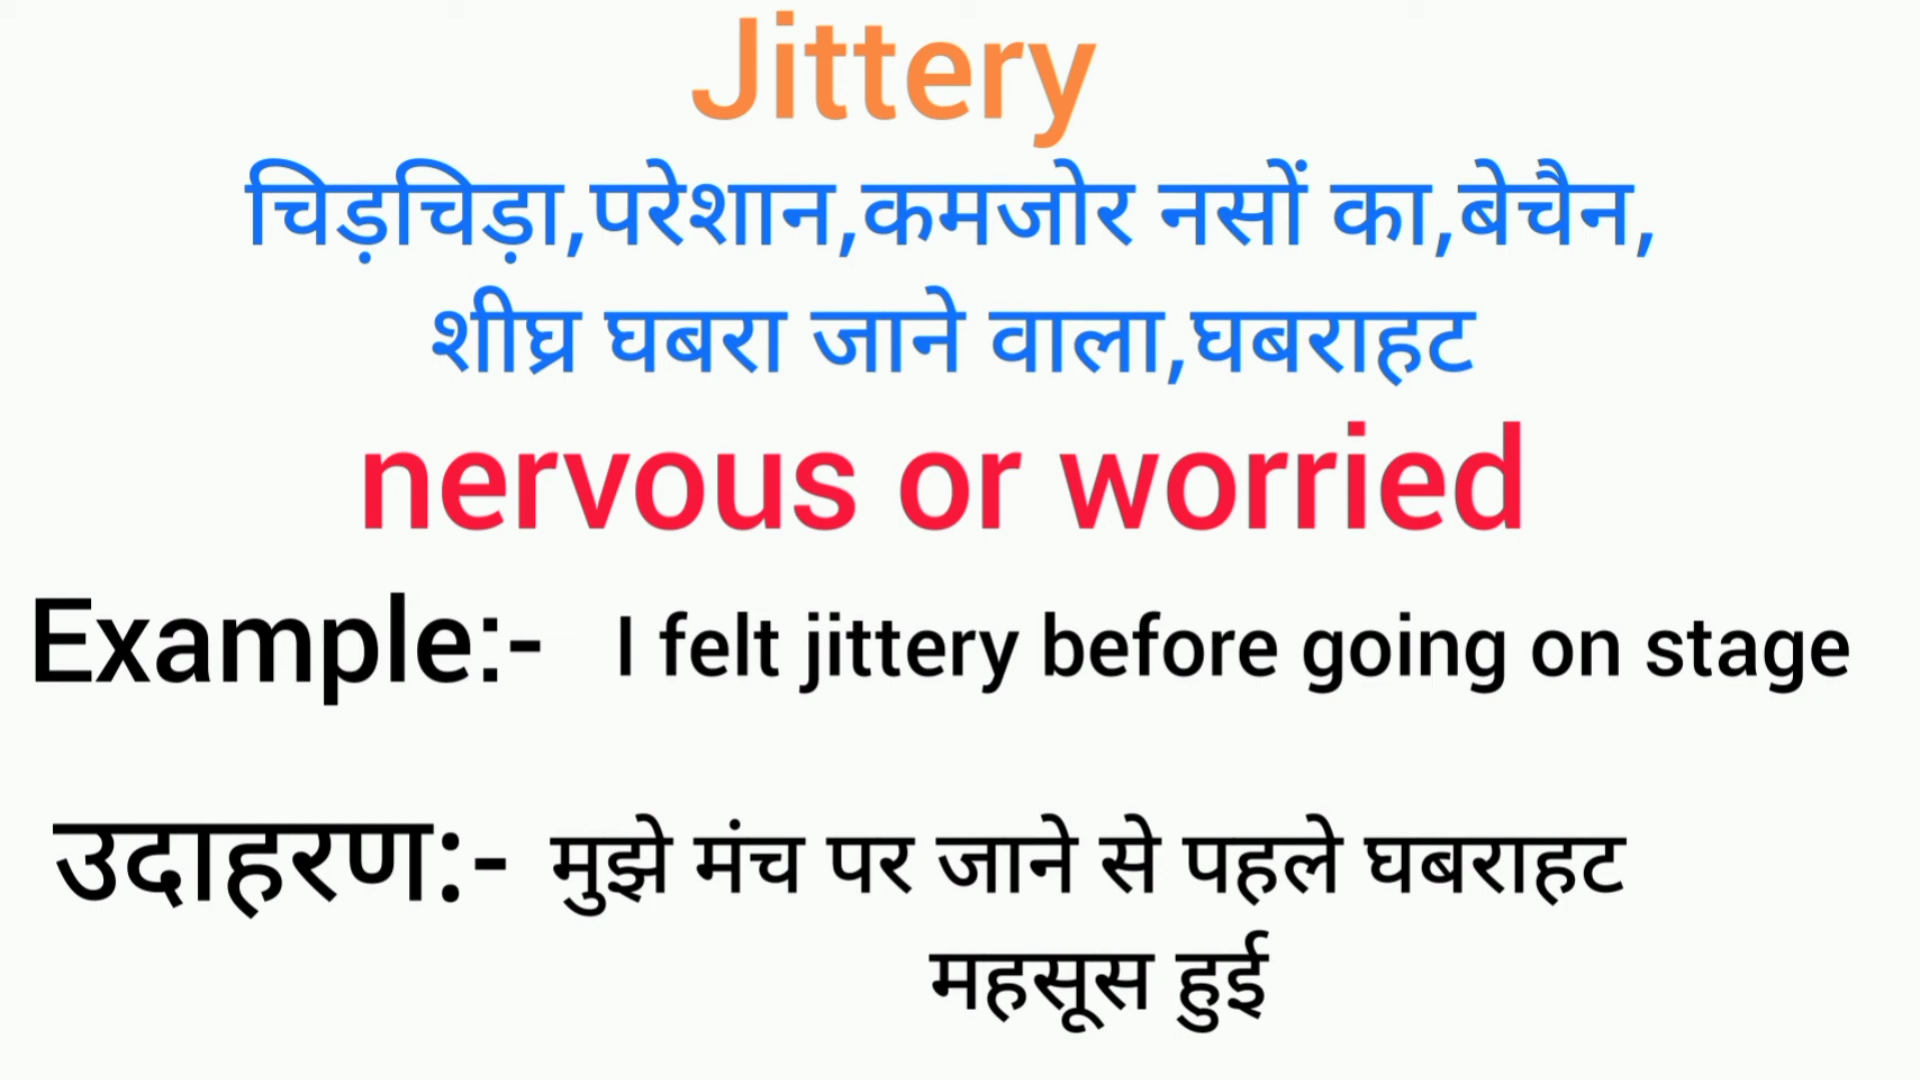 Jittery
चिड़चिड़ा,परेशान,कमजोर नसों का,बेचैन,
शीघ्र घबरा जाने वाला,घबराहट
nervous or worried
Example:- I felt jittery before going on stage
उदाहरण:- मुझे मंच पर जाने से पहले घबराहट
महसूस हुई